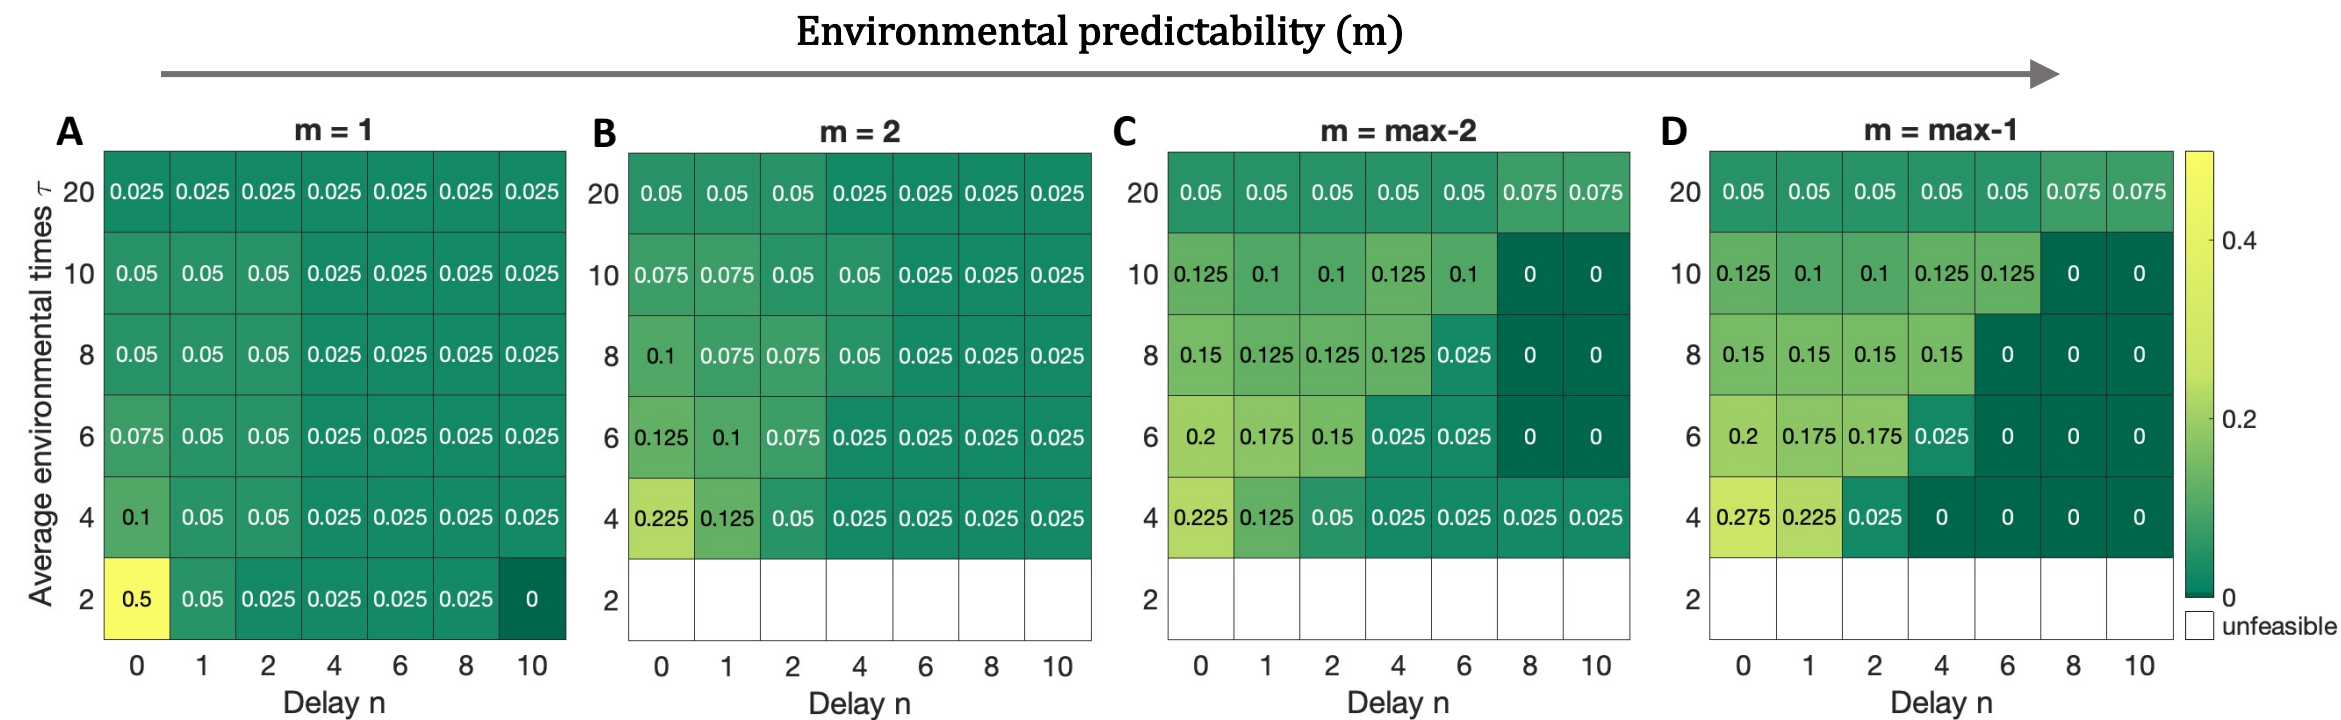 Environmental predictability (m)
A
m = 1
B
m = 2
C
m = max-2
D
m = max-1
Average environmental times τ
20 0.025 0.025 0.025 0.025 0.025 0.025 0.025
10 0.05 0.05 0.05 0.025 0.025 0.025 0.025
8 0.05 0.05 0.05 0.025 0.025 0.025 0.025
6 0.075 0.05 0.05 0.025 0.025 0.025 0.025
4 0.1 0.05 0.05 0.025 0.025 0.025 0.025
2 0.5 0.05 0.025 0.025 0.025 0.025 0
0 1 2 4 6 8 10
Delay n
20 0.05 0.05 0.05 0.025 0.025 0.025 0.025
10 0.075 0.075 0.05 0.05 0.025 0.025 0.025
8 0.1 0.075 0.075 0.05 0.025 0.025 0.025
6 0.125 0.1 0.075 0.025 0.025 0.025 0.025
4 0.225 0.125 0.05 0.025 0.025 0.025 0.025
2
0 1 2 4 6 8 10
Delay n
20 0.05 0.05 0.05 0.05 0.05 0.075 0.075
10 0.125 0.1 0.1 0.125 0.1 0 0
8 0.15 0.125 0.125 0.125 0.025 0 0
6 0.2 0.175 0.15 0.025 0.025 0 0
4 0.225 0.125 0.05 0.025 0.025 0.025 0.025
2
0 1 2 4 6 8 10
Delay n
20 0.05 0.05 0.05 0.05 0.05 0.075 0.075
10 0.125 0.1 0.1 0.125 0.125 0 0
8 0.15 0.15 0.15 0.15 0 0 0
6 0.2 0.175 0.175 0.025 0 0 0
4 0.275 0.225 0.025 0 0 0 0
2
0 1 2 4 6 8 10
Delay n
0.4
0.2
0
unfeasible